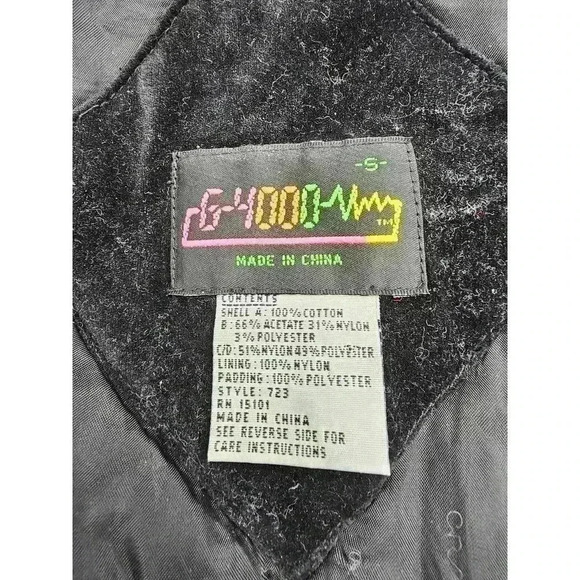 -S-
G-4000
TM
MADE IN CHINA
CONTENTS
SHELL A: 100% COTTON
B: 66% ACETATE 31% NYLON
3% POLYESTER
C/D: 51% NYLON 49% POLYESTER
LINING: 100% NYLON
PADDING: 100% POLYESTER
STYLE: 723
RN 15101
MADE IN CHINA
SEE REVERSE SIDE FOR
CARE INSTRUCTIONS